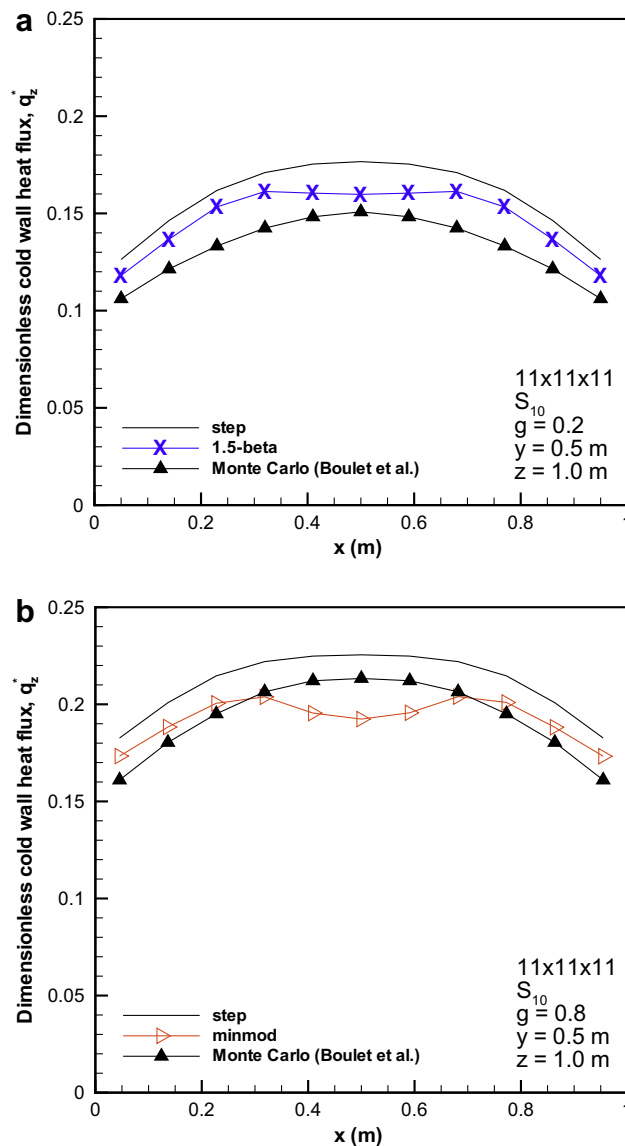 a
0.25
0.2
0.15
0.1
0.05
0
Dimensionless cold wall heat flux, q*z
step
1.5-beta
Monte Carlo (Boulet et al.)
11x11x11
S10
g = 0.2
y = 0.5 m
z = 1.0 m
0 0.2 0.4 0.6 0.8 1
x (m)
b
0.25
0.2
0.15
0.1
0.05
0
Dimensionless cold wall heat flux, q*z
step
minmod
Monte Carlo (Boulet et al.)
11x11x11
S10
g = 0.8
y = 0.5 m
z = 1.0 m
0 0.2 0.4 0.6 0.8 1
x (m)